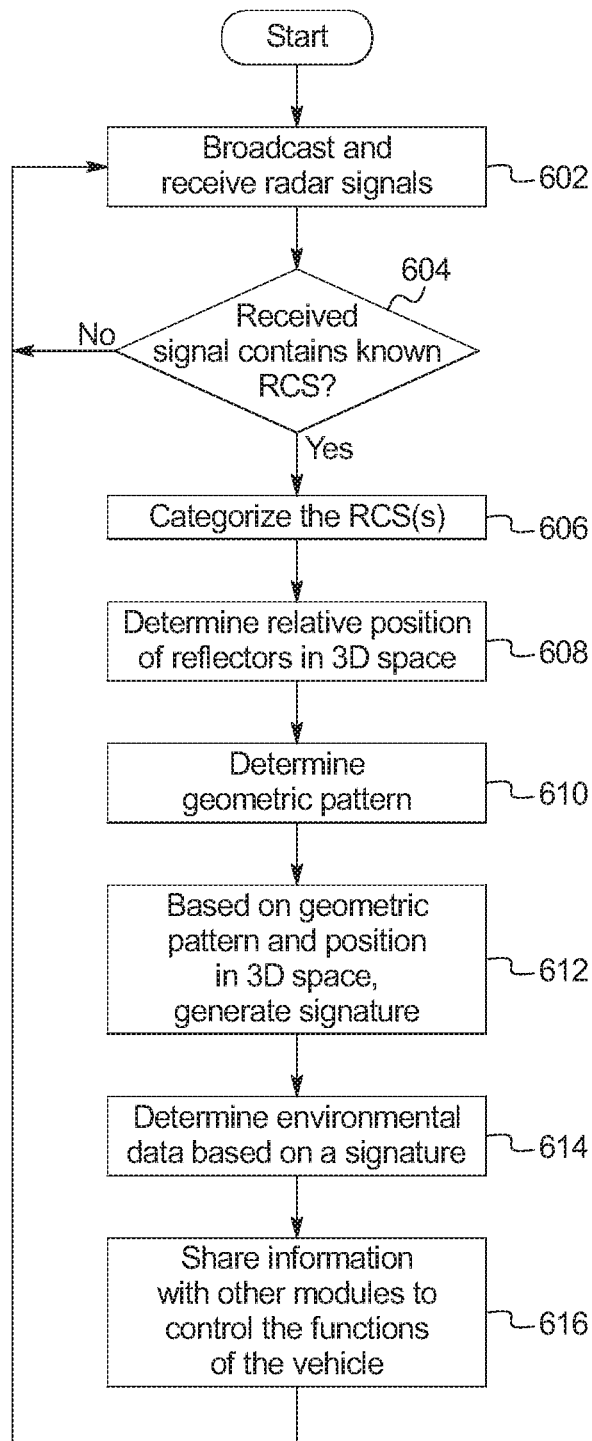 Start
Broadcast and
receive radar signals
602
604
Received
signal contains known
RCS?
No
Yes
Categorize the RCS(s)
606
Determine relative position
of reflectors in 3D space
608
Determine
geometric pattern
610
Based on geometric
pattern and position
in 3D space,
generate signature
612
Determine environmental
data based on a signature
614
Share information
with other modules to
control the functions
of the vehicle
616